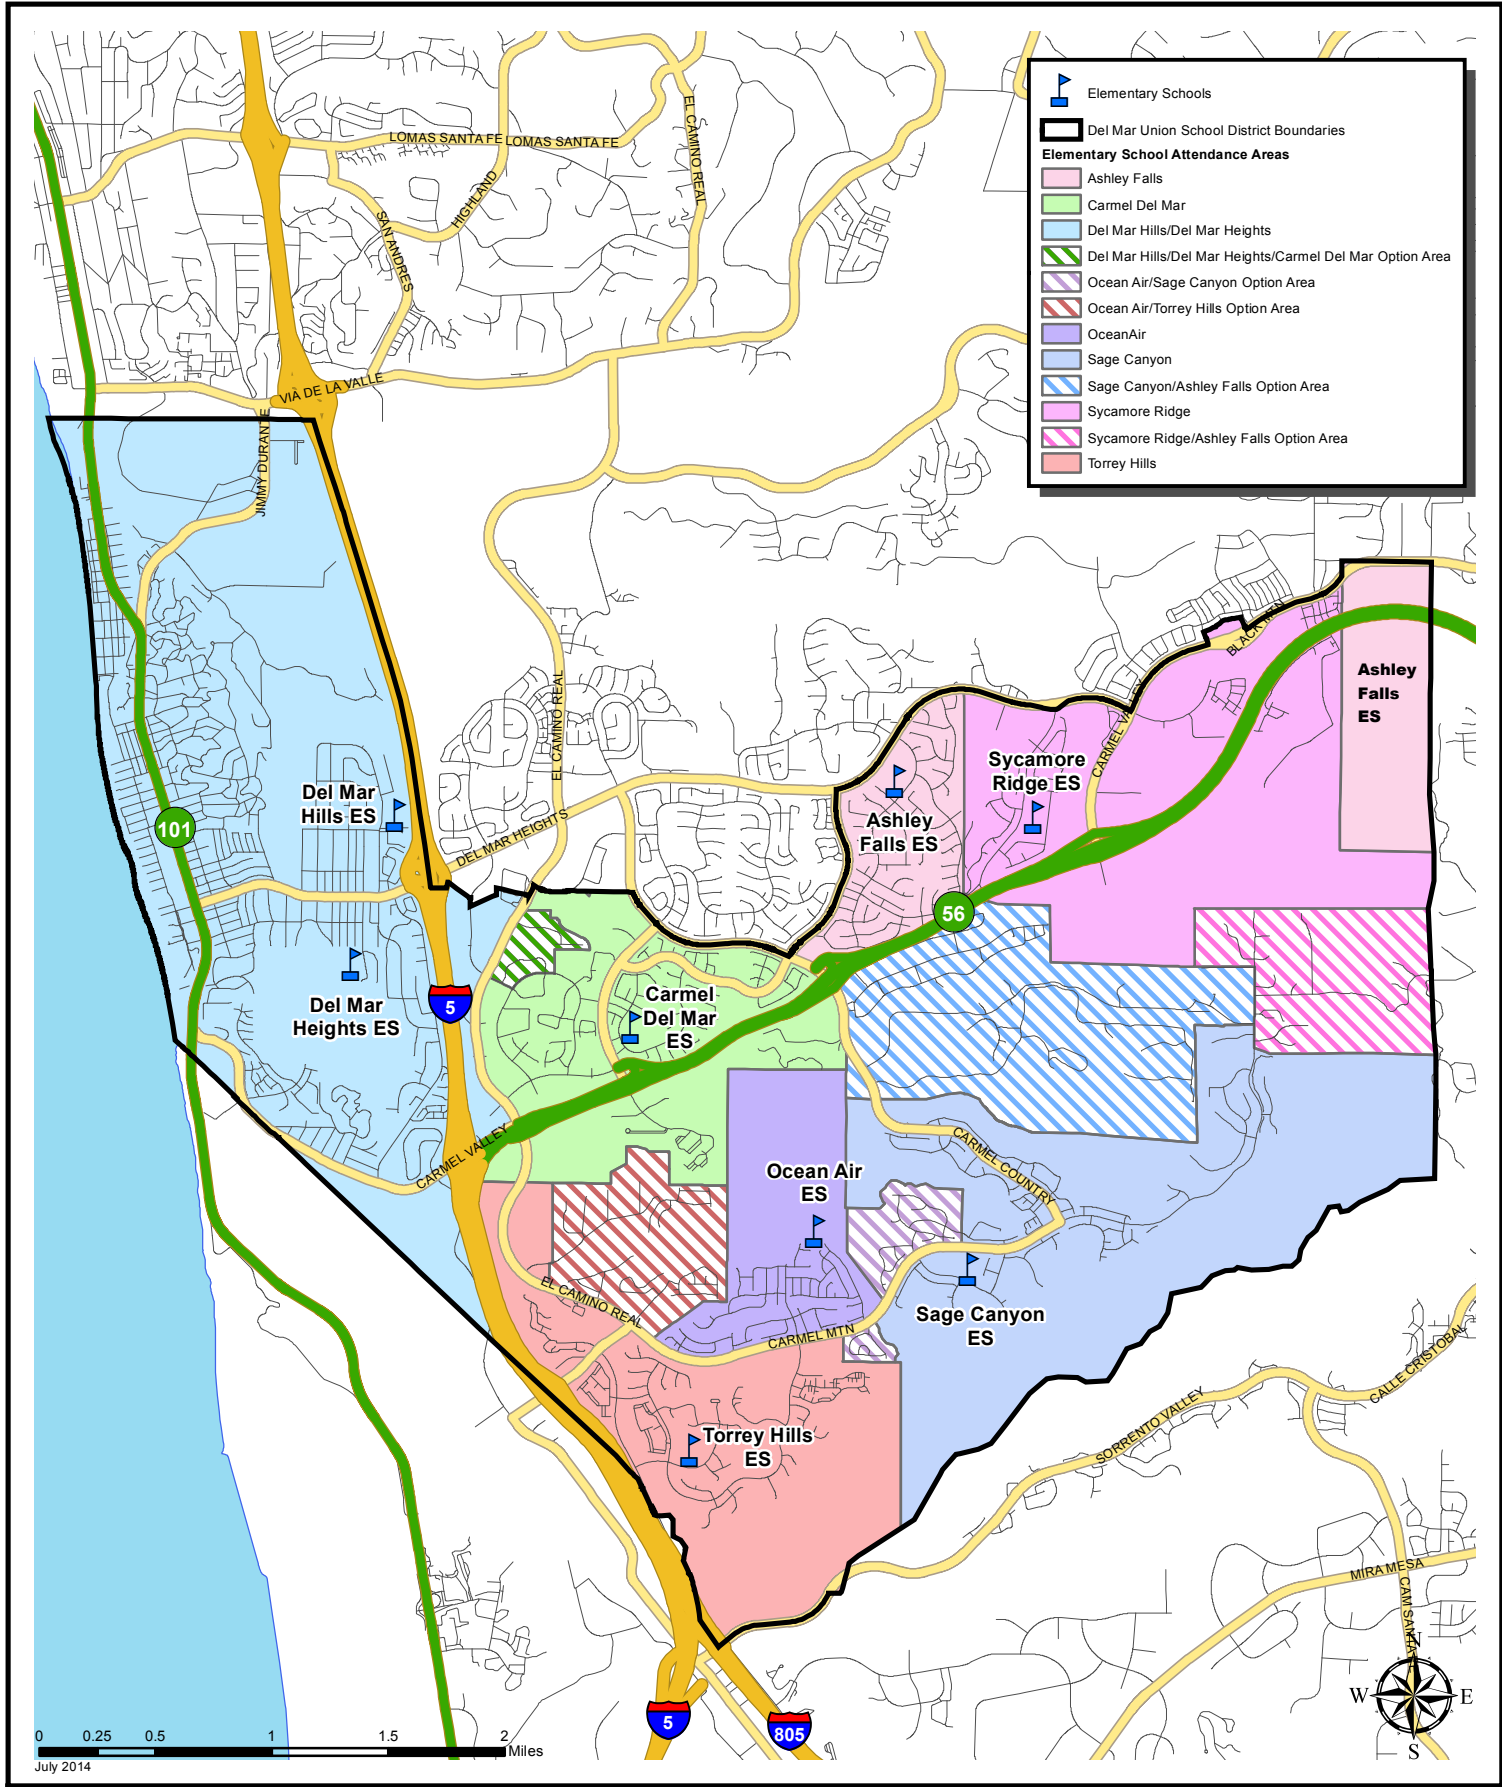 Elementary Schools
Del Mar Union School District Boundaries
Elementary School Attendance Areas
Ashley Falls
Carmel Del Mar
Del Mar Hills/Del Mar Heights
Del Mar Hills/Del Mar Heights/Carmel Del Mar Option Area
Ocean Air/Sage Canyon Option Area
Ocean Air/Torrey Hills Option Area
OceanAir
Sage Canyon
Sage Canyon/Ashley Falls Option Area
Sycamore Ridge
Sycamore Ridge/Ashley Falls Option Area
Torrey Hills
LOMAS SANTA FE
LOMAS SANTA FE
EL CAMINO REAL
HIGHLAND
SAN ANDRES
VIA DE LA VALLE
JIMMY DURANTE
BLACK MTN
Ashley
Falls
ES
EL CAMINO REAL
CARMEL VALLEY
Sycamore
Ridge ES
Del Mar
Hills ES
101
DEL MAR HEIGHTS
Ashley
Falls ES
56
Del Mar
Heights ES
5
Carmel
Del Mar
ES
CARMEL VALLEY
CARMEL COUNTRY
Ocean Air
ES
EL CAMINO REAL
CARMEL MTN
Sage Canyon
ES
CALLE CRISTOBAL
SORRENTO VALLEY
Torrey Hills
ES
MIRA MESA
N
W
E
S
5
805
0
0.25
0.5
1
1.5
2
Miles
July 2014